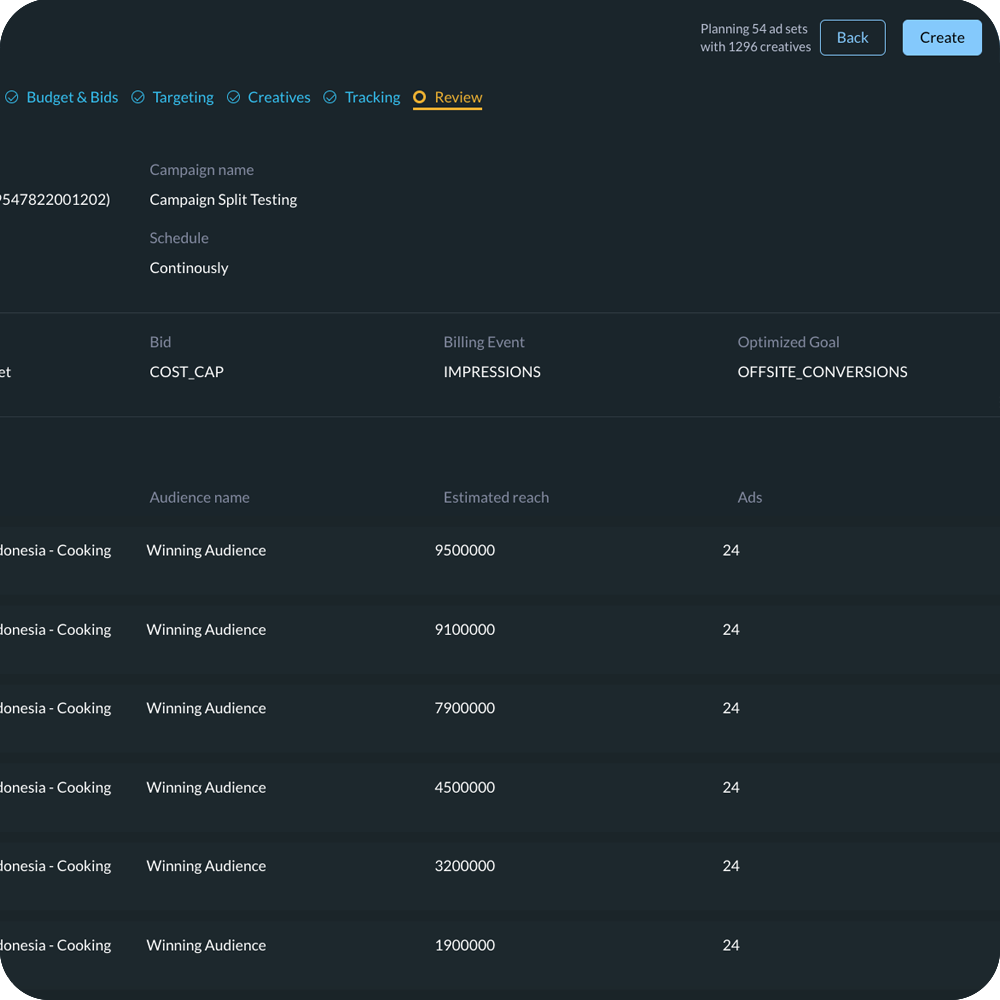 Planning 54 ad sets
with 1296 creatives
Back
Create
Budget & Bids
Targeting
Creatives
Tracking
Review
Campaign name
9547822001202)
Campaign Split Testing
Schedule
Continously
Bid
Billing Event
Optimized Goal
et
COST_CAP
IMPRESSIONS
OFFSITE_CONVERSIONS
Audience name
Estimated reach
Ads
donesia - Cooking
Winning Audience
9500000
24
donesia - Cooking
Winning Audience
9100000
24
donesia - Cooking
Winning Audience
7900000
24
donesia - Cooking
Winning Audience
4500000
24
donesia - Cooking
Winning Audience
3200000
24
donesia - Cooking
Winning Audience
1900000
24